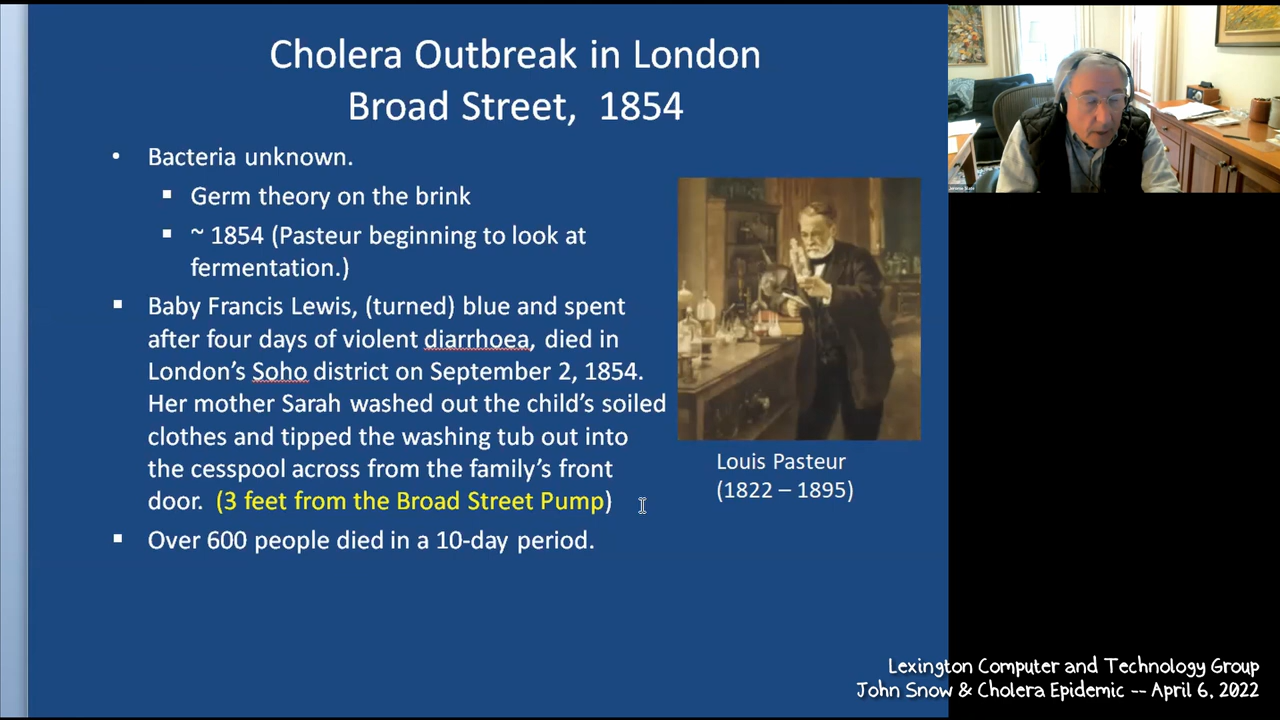 Cholera Outbreak in London
Broad Street, 1854
• Bacteria unknown.
▪ Germ theory on the brink
▪ ~ 1854 (Pasteur beginning to look at
fermentation.)
▪ Baby Francis Lewis, (turned) blue and spent
after four days of violent diarrhoea, died in
London’s Soho district on September 2, 1854.
Her mother Sarah washed out the child’s soiled
clothes and tipped the washing tub out into
the cesspool across from the family’s front
door. (3 feet from the Broad Street Pump)
▪ Over 600 people died in a 10-day period.
Louis Pasteur
(1822 – 1895)
Lexington Computer and Technology Group
John Snow & Cholera Epidemic -- April 6, 2022